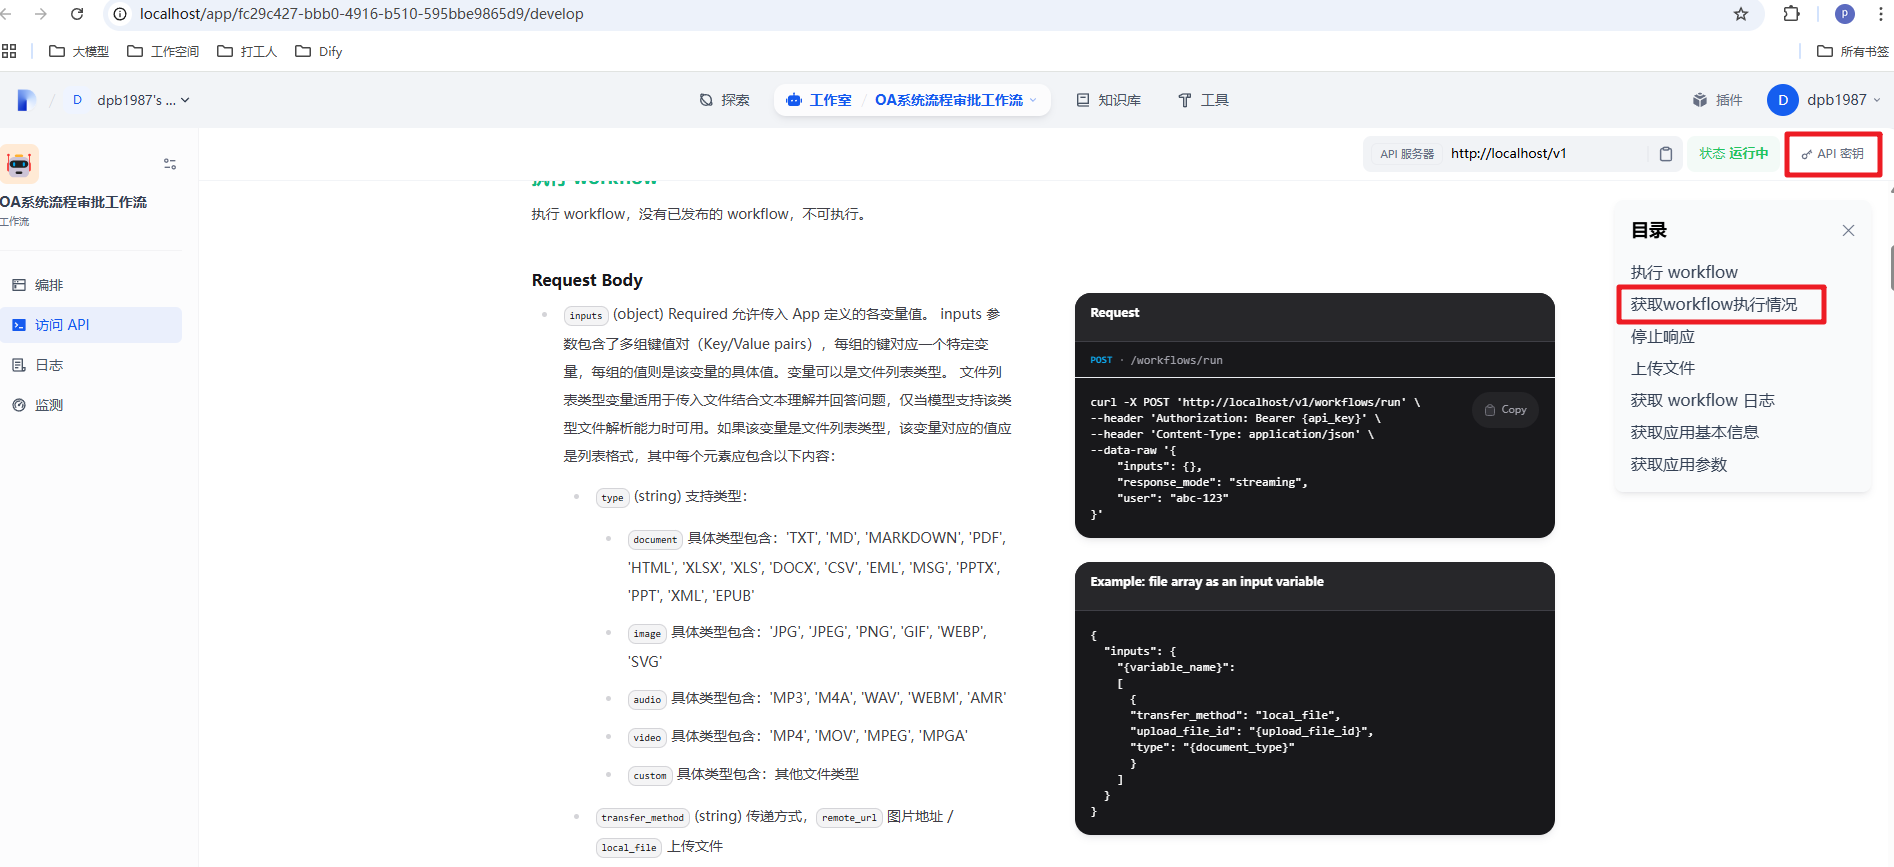 localhost/app/fc29c427-bbb0-4916-b510-595bbe9865d9/develop
P
大模型 工作空间 打工人 Dify 所有书签
D dpb1987's ... 探索 工作室 / OA系统流程审批工作流 知识库 工具 插件 D dpb1987
API 服务器 http://localhost/v1 状态 运行中 API 密钥
OA系统流程审批工作流
工作流
编排
访问 API
日志
监测
执行 workflow
执行 workflow，没有已发布的 workflow，不可执行。
Request Body
inputs (object) Required 允许传入 App 定义的各变量值。 inputs 参
数包含了多组键值对（Key/Value pairs），每组的键对应一个特定变
量，每组的值则是该变量的具体值。变量可以是文件列表类型。 文件列
表类型变量适用于传入文件结合文本理解并回答问题，仅当模型支持该类
型文件解析能力时可用。如果该变量是文件列表类型，该变量对应的值应
是列表格式，其中每个元素应包含以下内容：
type (string) 支持类型：
document 具体类型包含：'TXT', 'MD', 'MARKDOWN', 'PDF',
'HTML', 'XLSX', 'XLS', 'DOCX', 'CSV', 'EML', 'MSG', 'PPTX',
'PPT', 'XML', 'EPUB'
image 具体类型包含：'JPG', 'JPEG', 'PNG', 'GIF', 'WEBP',
'SVG'
audio 具体类型包含：'MP3', 'M4A', 'WAV', 'WEBM', 'AMR'
video 具体类型包含：'MP4', 'MOV', 'MPEG', 'MPGA'
custom 具体类型包含：其他文件类型
transfer_method (string) 传递方式，remote_url 图片地址 /
local_file 上传文件
Request
POST · /workflows/run
Copy
curl -X POST 'http://localhost/v1/workflows/run' \
--header 'Authorization: Bearer {api_key}' \
--header 'Content-Type: application/json' \
--data-raw '{
"inputs": {},
"response_mode": "streaming",
"user": "abc-123"
}'
Example: file array as an input variable
{
"inputs": {
"{variable_name}":
[
{
"transfer_method": "local_file",
"upload_file_id": "{upload_file_id}",
"type": "{document_type}"
}
]
}
}
目录
执行 workflow
获取workflow执行情况
停止响应
上传文件
获取 workflow 日志
获取应用基本信息
获取应用参数